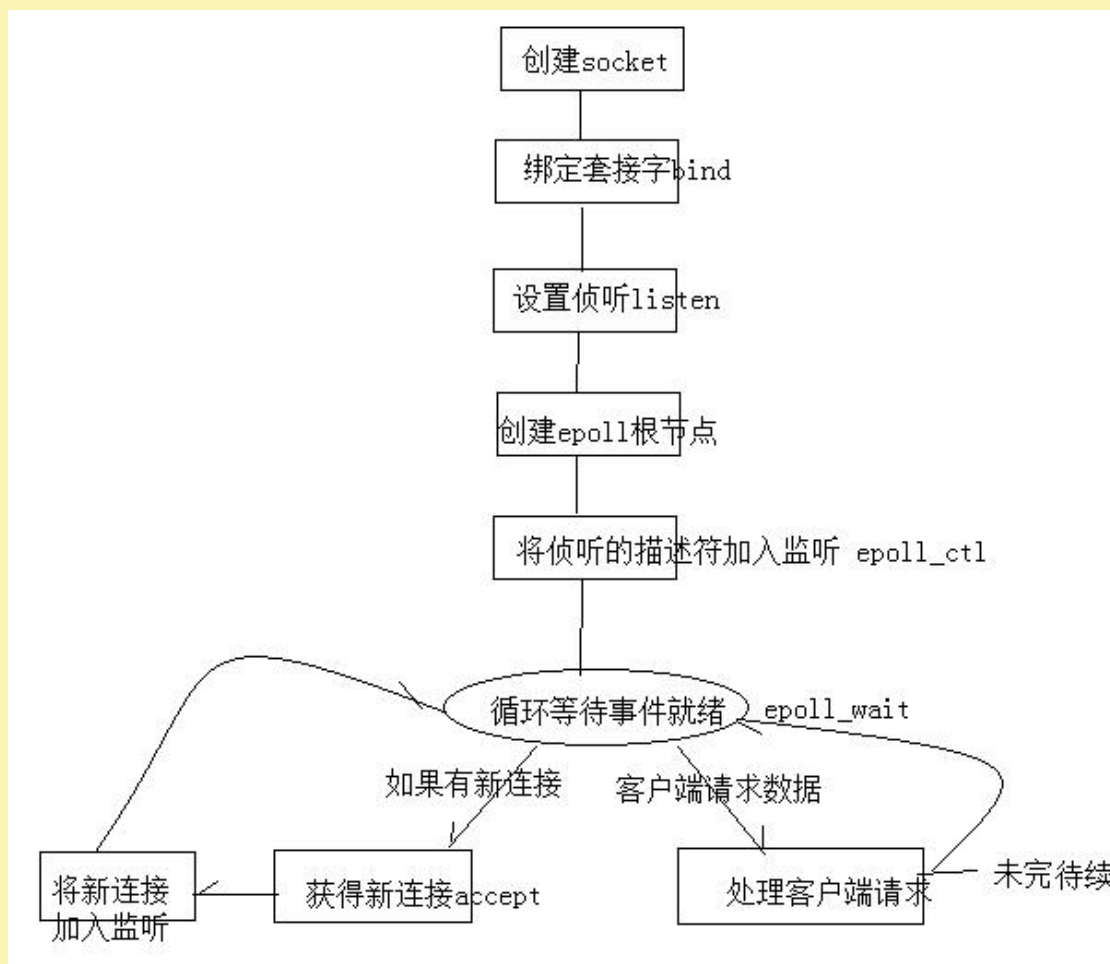 创建socket
绑定套接字bind
设置侦听listen
创建epoll根节点
将侦听的描述符加入监听 epoll_ctl
循环等待事件就绪 epoll_wait
如果有新连接
客户端请求数据
将新连接
加入监听
获得新连接accept
处理客户端请求
未完待续